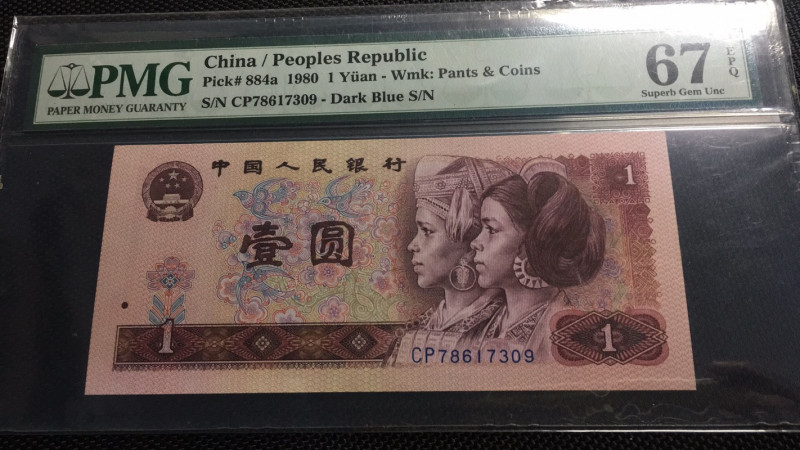 PMG
PAPER MONEY GUARANTY
China / Peoples Republic
Pick# 884a 1980 1 Yüan - Wmk: Pants & Coins
S/N CP78617309 - Dark Blue S/N
67
EPQ
Superb Gem Unc
中国人民银行
1
壹圆
1
1
CP78617309